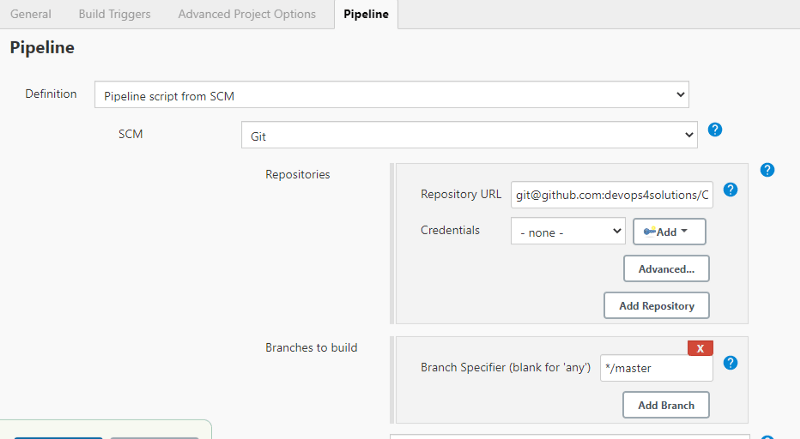 General Build Triggers Advanced Project Options Pipeline
Pipeline
Definition Pipeline script from SCM
SCM Git
Repositories
Repository URL git@github.com:devops4solutions/C
Credentials - none - Add
Advanced...
Add Repository
Branches to build
X
Branch Specifier (blank for 'any') */master
Add Branch